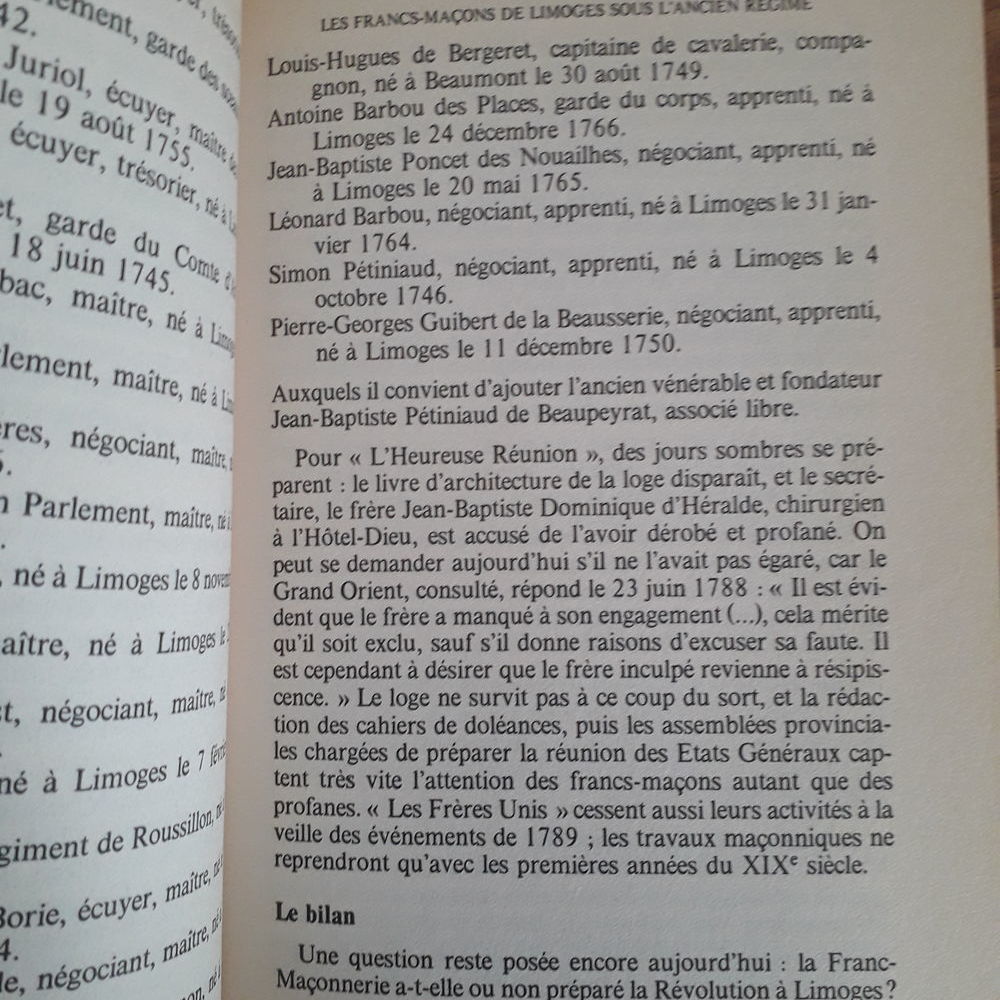 42.
Juriol, écuyer,
le 19 août 1755.
écuyer, trésorier, né à
garde du Comte
18 juin 1745.
maître, né à
maître, né à
négociant, maître,
Parlement, maître, né
né à Limoges le 8
né à Limoges le
négociant, maître, né
né à Limoges le 7
de Roussillon,
écuyer, maître,
4.
négociant, maître,
LES FRANCS-MAÇONS DE LIMOGES SOUS L'ANCIEN RÉGIME
Louis-Hugues de Bergeret, capitaine de cavalerie, compa-
gnon, né à Beaumont le 30 août 1749.
Antoine Barbou des Places, garde du corps, apprenti, né à
Limoges le 24 décembre 1766.
Jean-Baptiste Poncet des Nouailhes, négociant, apprenti, né
à Limoges le 20 mai 1765.
Léonard Barbou, négociant, apprenti, né à Limoges le 31 jan-
vier 1764.
Simon Pétiniaud, négociant, apprenti, né à Limoges le 4
octobre 1746.
Pierre-Georges Guibert de la Beausserie, négociant, apprenti,
né à Limoges le 11 décembre 1750.
Auxquels il convient d'ajouter l'ancien vénérable et fondateur
Jean-Baptiste Pétiniaud de Beaupeyrat, associé libre.
Pour « L'Heureuse Réunion », des jours sombres se pré-
parent : le livre d'architecture de la loge disparaît, et le secré-
taire, le frère Jean-Baptiste Dominique d'Héralde, chirurgien
à l'Hôtel-Dieu, est accusé de l'avoir dérobé et profané. On
peut se demander aujourd'hui s'il ne l'avait pas égaré, car le
Grand Orient, consulté, répond le 23 juin 1788 : « Il est évi-
dent que le frère a manqué à son engagement (...), cela mérite
qu'il soit exclu, sauf s'il donne raisons d'excuser sa faute. Il
est cependant à désirer que le frère inculpé revienne à résipis-
cence. » Le loge ne survit pas à ce coup du sort, et la rédac-
tion des cahiers de doléances, puis les assemblées provincia-
les chargées de préparer la réunion des Etats Généraux cap-
tent très vite l'attention des francs-maçons autant que des
profanes. « Les Frères Unis » cessent aussi leurs activités à la
veille des événements de 1789 ; les travaux maçonniques ne
reprendront qu'avec les premières années du XIXe siècle.
Le bilan
Une question reste posée encore aujourd'hui : la Franc-
Maçonnerie a-t-elle ou non préparé la Révolution à Limoges ?